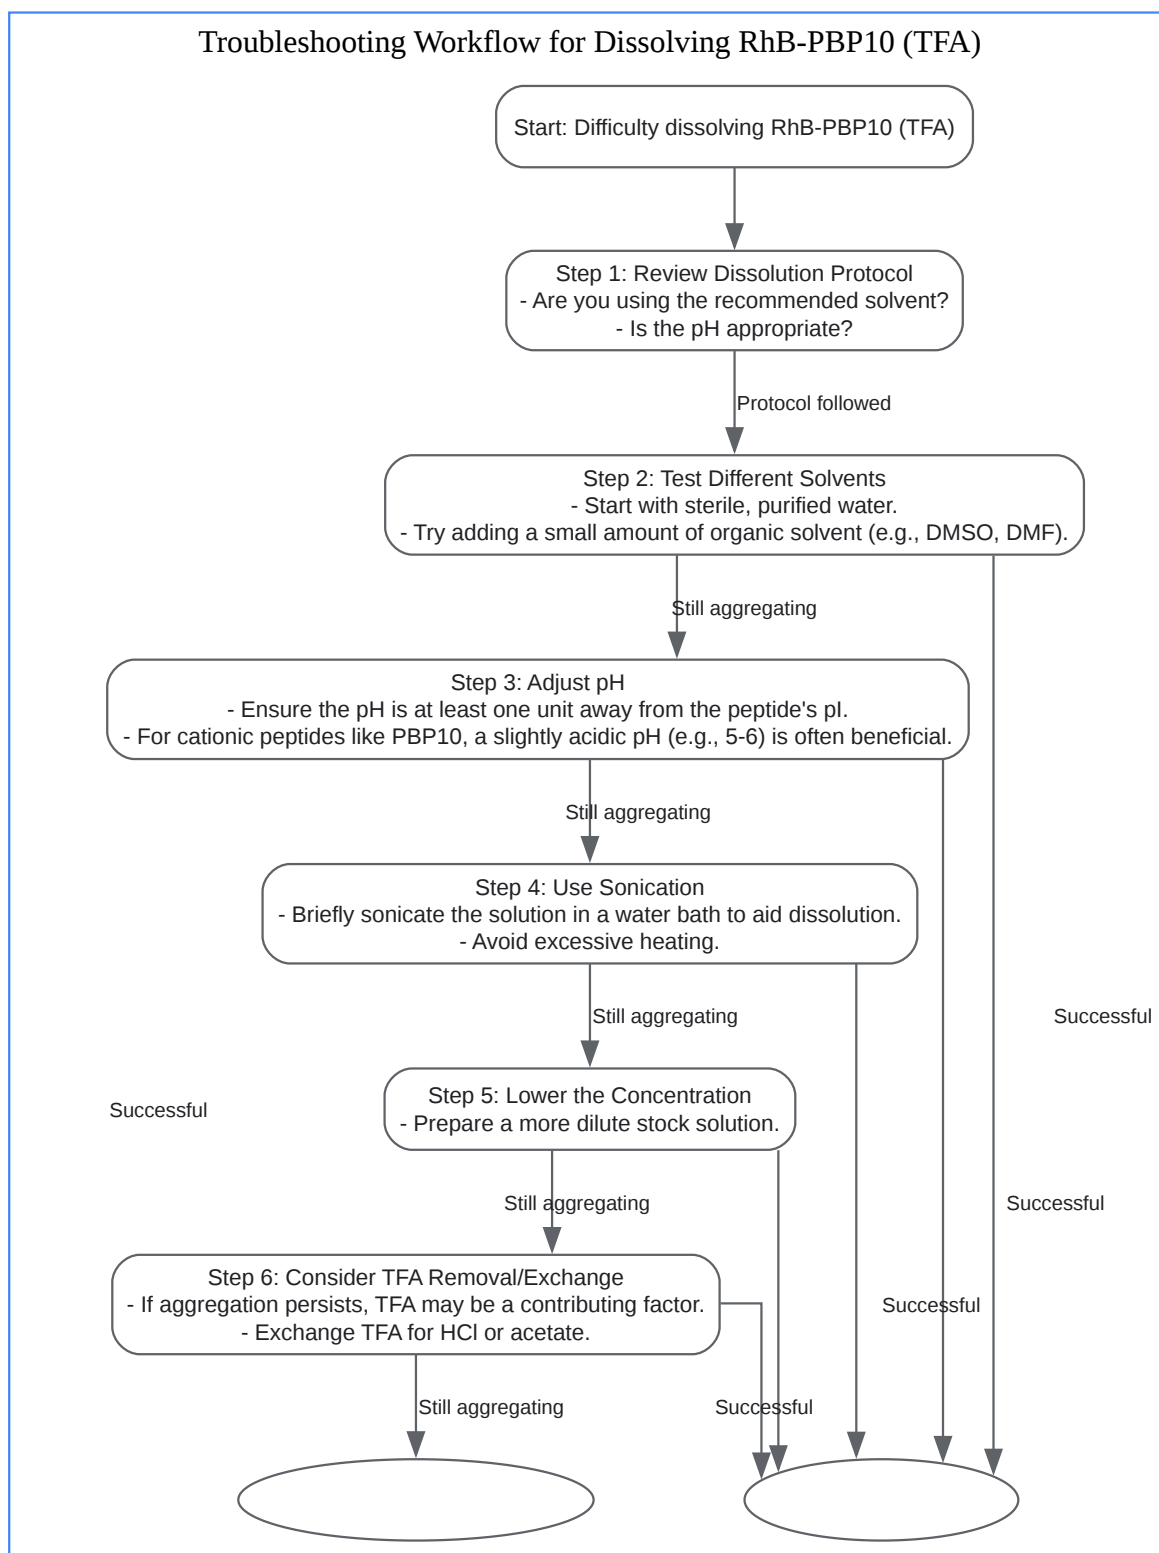 Troubleshooting Workflow for Dissolving RhB-PBP10 (TFA)
Start: Difficulty dissolving RhB-PBP10 (TFA)
Step 1: Review Dissolution Protocol
- Are you using the recommended solvent?
- Is the pH appropriate?
Protocol followed
Step 2: Test Different Solvents
- Start with sterile, purified water.
- Try adding a small amount of organic solvent (e.g., DMSO, DMF).
Still aggregating
Step 3: Adjust pH
- Ensure the pH is at least one unit away from the peptide's pI.
- For cationic peptides like PBP10, a slightly acidic pH (e.g., 5-6) is often beneficial.
Still aggregating
Step 4: Use Sonication
- Briefly sonicate the solution in a water bath to aid dissolution.
- Avoid excessive heating.
Still aggregating
Successful
Step 5: Lower the Concentration
- Prepare a more dilute stock solution.
Successful
Still aggregating
Successful
Step 6: Consider TFA Removal/Exchange
- If aggregation persists, TFA may be a contributing factor.
- Exchange TFA for HCl or acetate.
Successful
Still aggregating
Successful